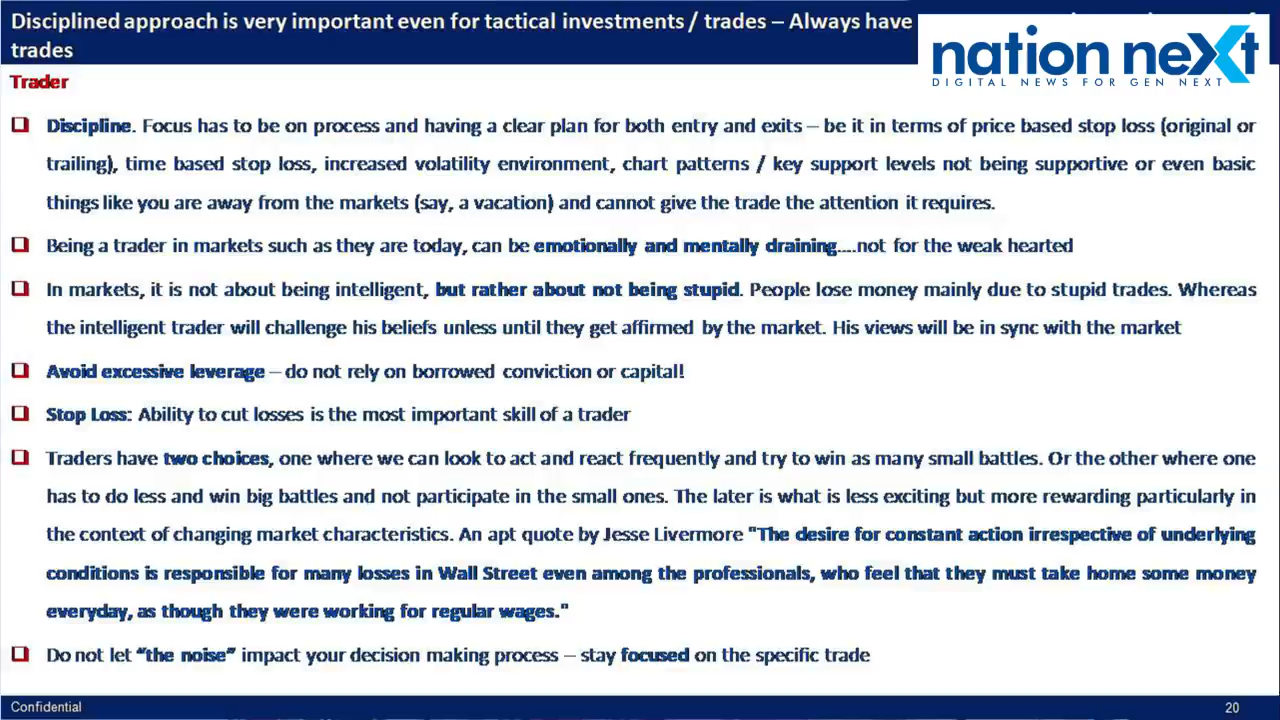 Disciplined approach is very important even for tactical investments / trades – Always have
trades
nation next
DIGITAL NEWS FOR GEN NEXT
Trader
Discipline. Focus has to be on process and having a clear plan for both entry and exits – be it in terms of price based stop loss (original or
trailing), time based stop loss, increased volatility environment, chart patterns / key support levels not being supportive or even basic
things like you are away from the markets (say, a vacation) and cannot give the trade the attention it requires.
Being a trader in markets such as they are today, can be emotionally and mentally draining....not for the weak hearted
In markets, it is not about being intelligent, but rather about not being stupid. People lose money mainly due to stupid trades. Whereas
the intelligent trader will challenge his beliefs unless until they get affirmed by the market. His views will be in sync with the market
Avoid excessive leverage – do not rely on borrowed conviction or capital!
Stop Loss: Ability to cut losses is the most important skill of a trader
Traders have two choices, one where we can look to act and react frequently and try to win as many small battles. Or the other where one
has to do less and win big battles and not participate in the small ones. The later is what is less exciting but more rewarding particularly in
the context of changing market characteristics. An apt quote by Jesse Livermore "The desire for constant action irrespective of underlying
conditions is responsible for many losses in Wall Street even among the professionals, who feel that they must take home some money
everyday, as though they were working for regular wages."
Do not let “the noise” impact your decision making process – stay focused on the specific trade
Confidential
20